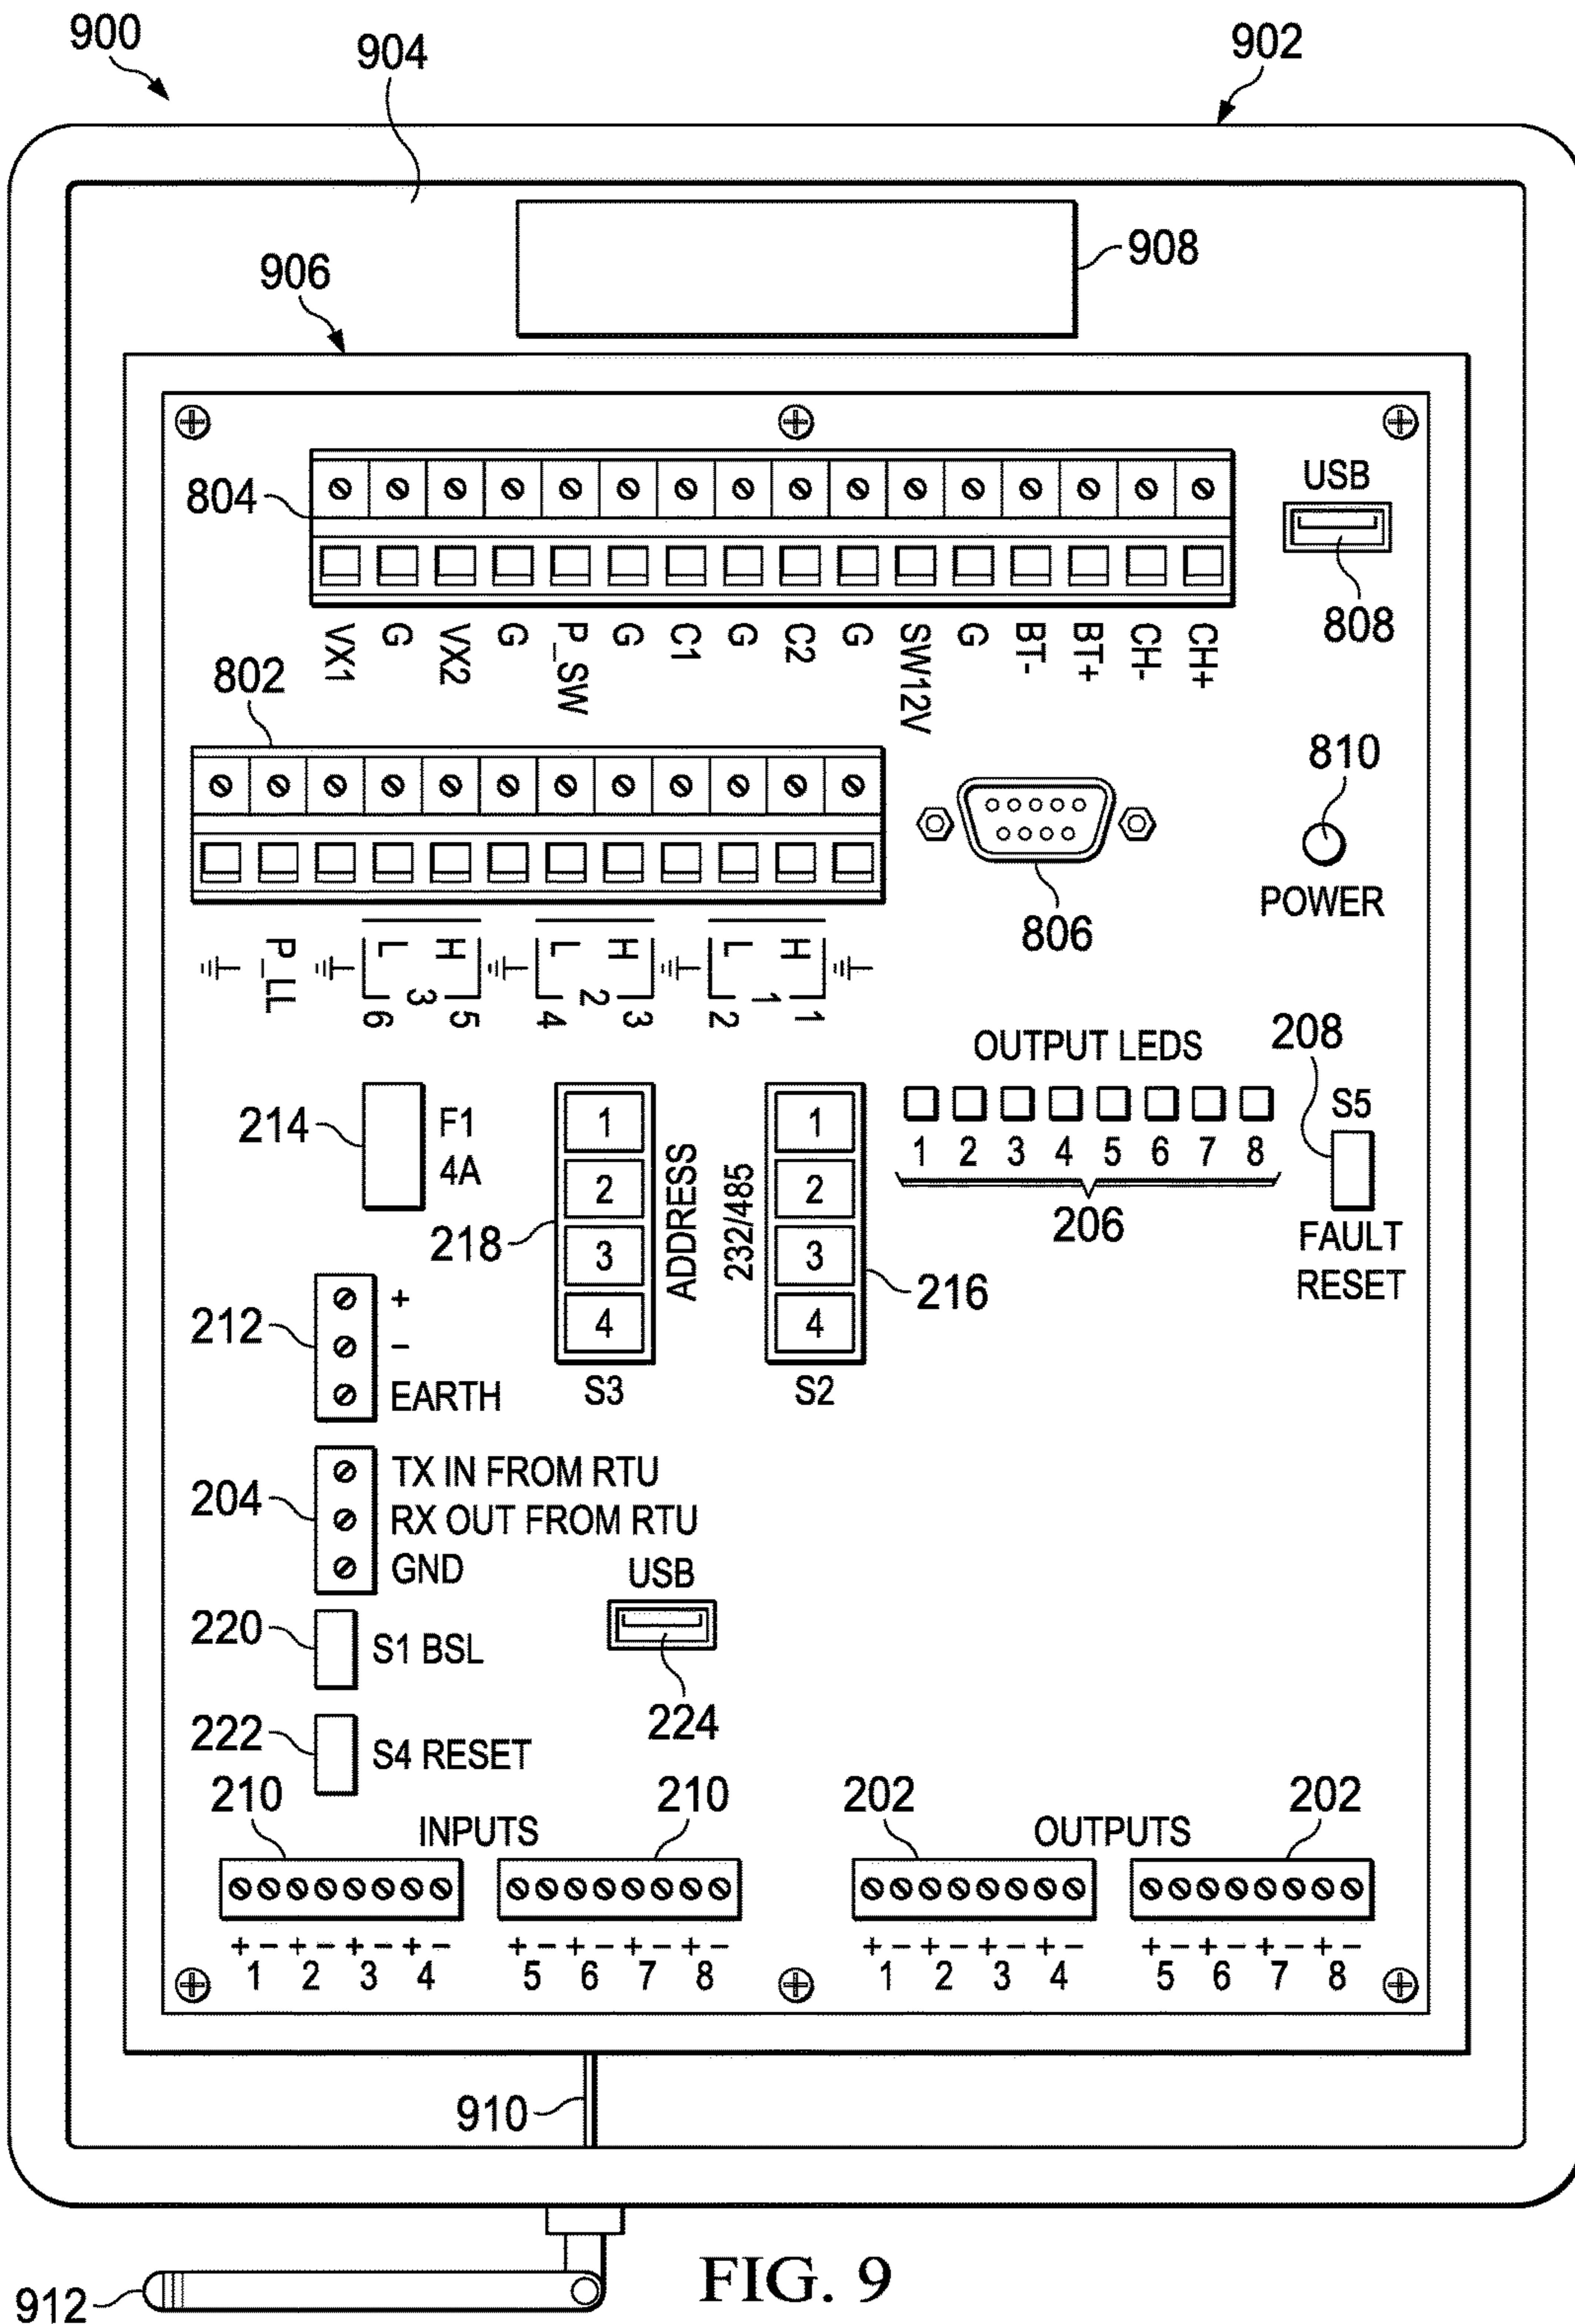 900
904
902
908
906
804
USB
808
VX1 G VX2 G P_SW G C1 G C2 G SW12V G BT- BT+ CH- CH+
802
810
POWER
806
P_LL
L H L H L H
3 2 1
6 5 4 3 2 1
OUTPUT LEDS
208
214
F1
4A
1 2 3 4
ADDRESS
S3
218
232/485
1 2 3 4
S2
216
1 2 3 4 5 6 7 8
206
S5
FAULT
RESET
212
+
−
EARTH
204
TX IN FROM RTU
RX OUT FROM RTU
GND
USB
224
220
S1 BSL
222
S4 RESET
210
INPUTS
210
202
OUTPUTS
202
+ − + − + − + −
1 2 3 4
+ − + − + − + −
5 6 7 8
+ − + − + − + −
1 2 3 4
+ − + − + − + −
5 6 7 8
910
912
FIG. 9